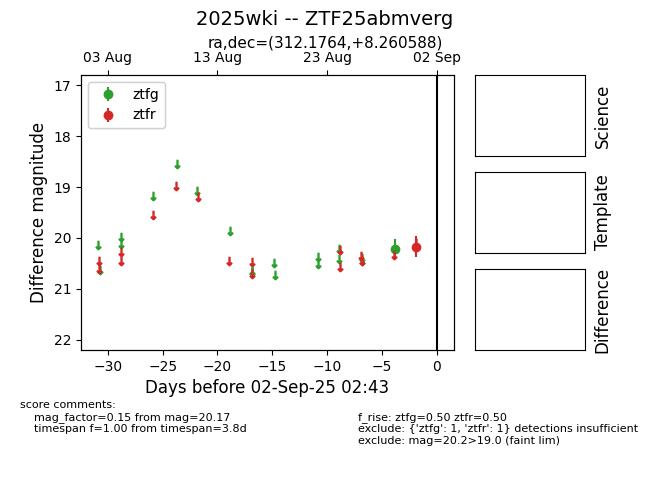 2025wki -- ZTF25abmverg
ra,dec=(312.1764,+8.260588)
03 Aug 13 Aug 23 Aug 02 Sep
ztfg
ztfr
17
18
19
20
21
22
Difference magnitude
−30 −25 −20 −15 −10 −5 0
Days before 02-Sep-25 02:43
Science
Template
Difference
score comments:
mag_factor=0.15 from mag=20.17
timespan f=1.00 from timespan=3.8d
f_rise: ztfg=0.50 ztfr=0.50
exclude: {'ztfg': 1, 'ztfr': 1} detections insufficient
exclude: mag=20.2>19.0 (faint lim)